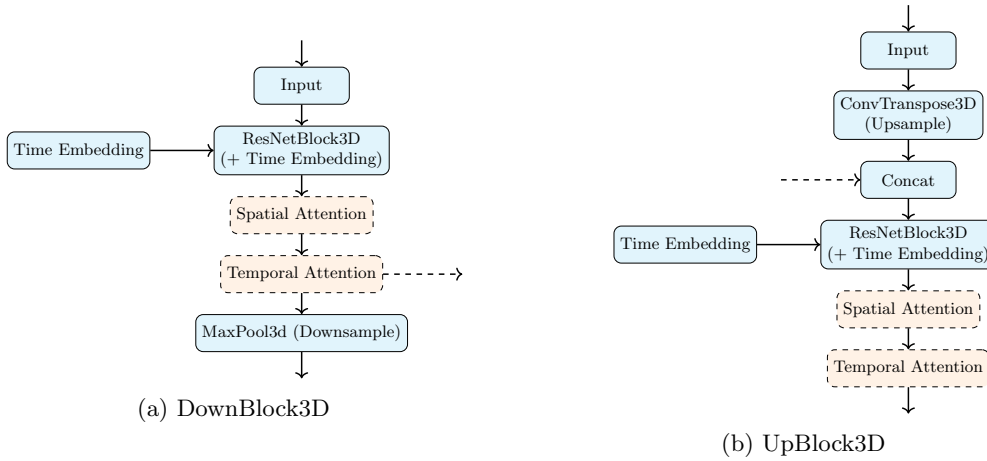 Input
Time Embedding
ResNetBlock3D
(+ Time Embedding)
Spatial Attention
Temporal Attention
MaxPool3d (Downsample)
(a) DownBlock3D
Input
ConvTranspose3D
(Upsample)
Concat
Time Embedding
ResNetBlock3D
(+ Time Embedding)
Spatial Attention
Temporal Attention
(b) UpBlock3D